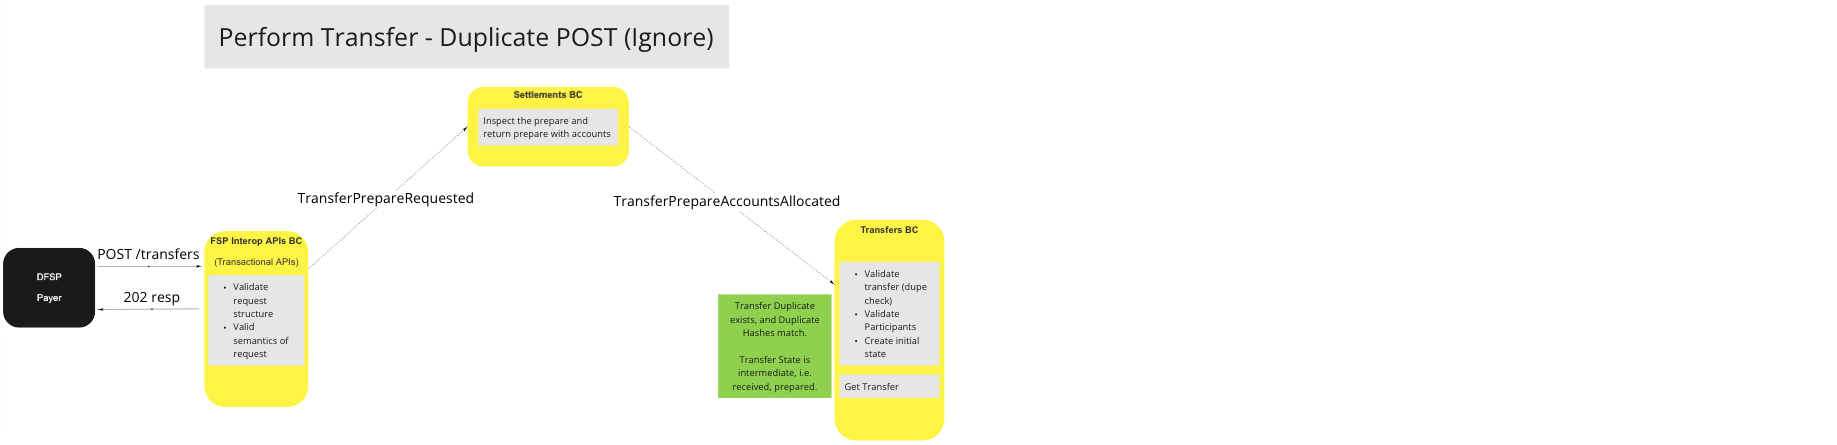 Perform Transfer - Duplicate POST (Ignore)
Settlements BC
Inspect the prepare and
return prepare with accounts
TransferPrepareRequested
TransferPrepareAccountsAllocated
DFSP
Payer
POST /transfers
202 resp
FSP Interop APIs BC
(Transactional APIs)
• Validate
request
structure
• Valid
semantics of
request
Transfer Duplicate
exists, and Duplicate
Hashes match.
Transfer State is
intermediate, i.e.
received, prepared.
Transfers BC
• Validate
transfer (dupe
check)
• Validate
Participants
• Create initial
state
Get Transfer